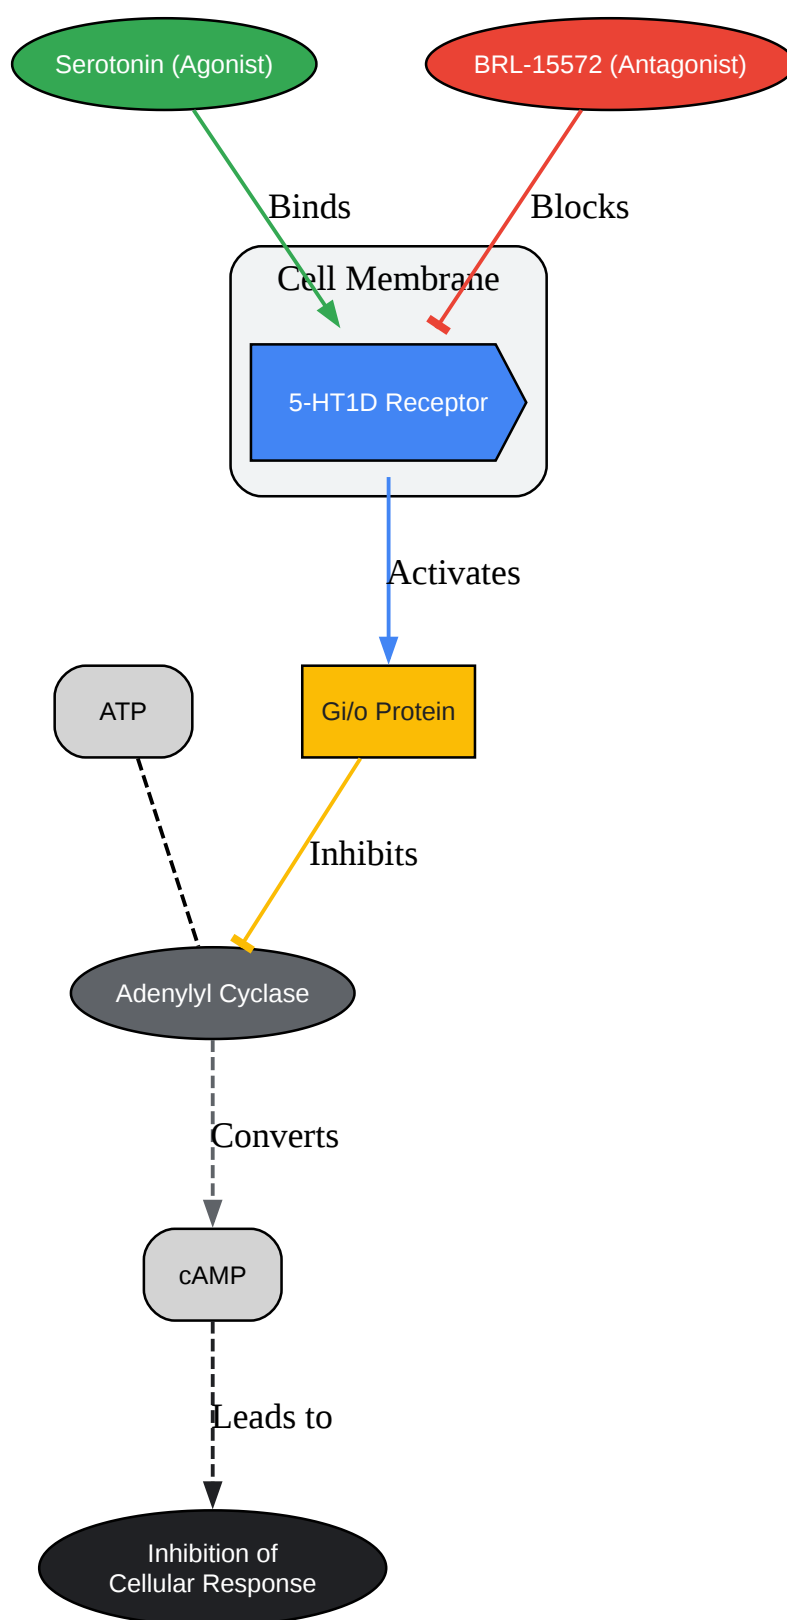 Serotonin (Agonist)
BRL-15572 (Antagonist)
Binds
Blocks
Cell Membrane
5-HT1D Receptor
Activates
ATP
Gi/o Protein
Inhibits
Adenylyl Cyclase
Converts
cAMP
Leads to
Inhibition of
Cellular Response